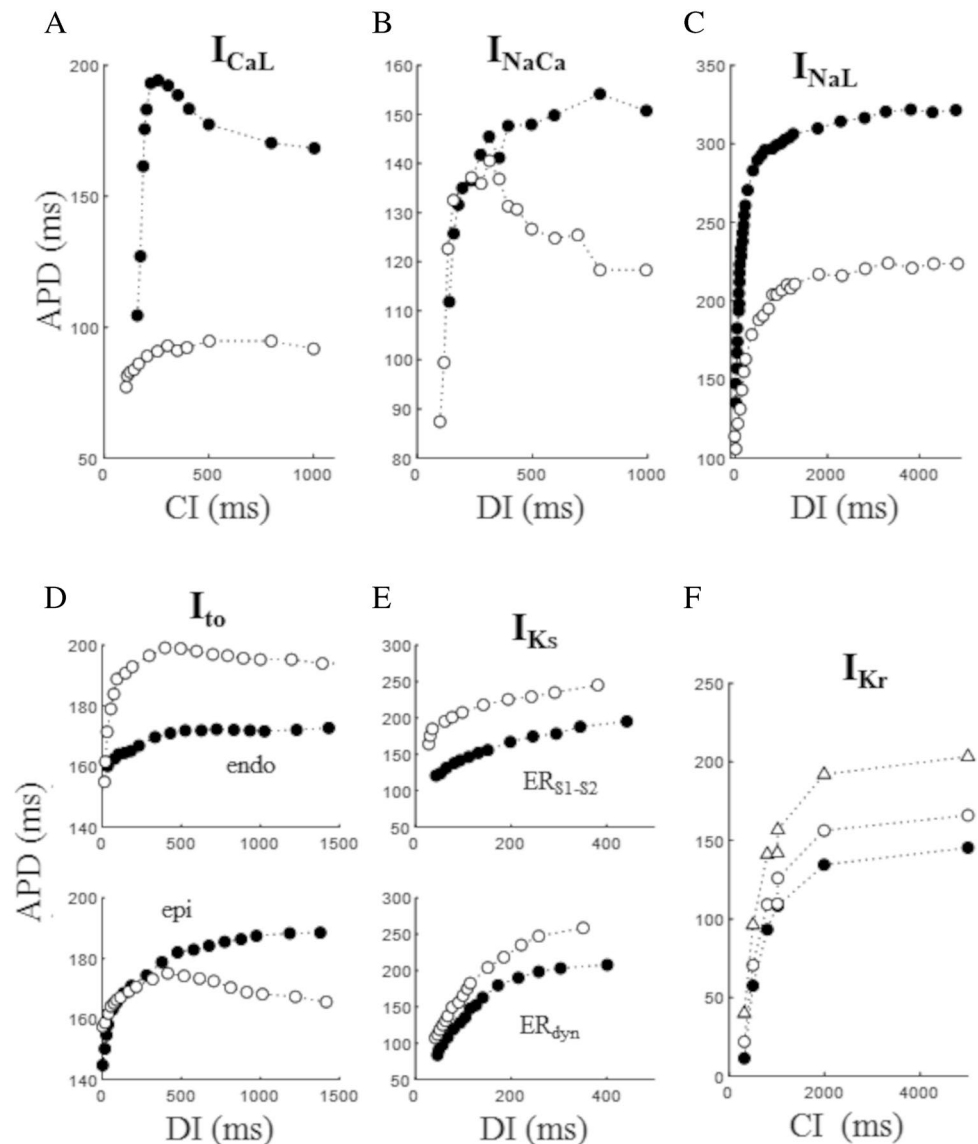 A
B
C
I_CaL
I_NaCa
I_NaL
APD (ms)
200
150
100
50
0
500
1000
CI (ms)
160
150
140
130
120
110
100
90
80
0
500
1000
DI (ms)
350
300
250
200
150
100
0
2000
4000
DI (ms)
D
E
F
I_to
I_Ks
I_Kr
APD (ms)
200
180
160
140
0
500
1000
1500
endo
300
250
200
150
100
50
0
200
400
ER_S1-S2
200
180
160
140
0
500
1000
1500
epi
DI (ms)
300
250
200
150
100
50
0
200
400
ER_dyn
DI (ms)
250
200
150
100
50
0
0
2000
4000
CI (ms)